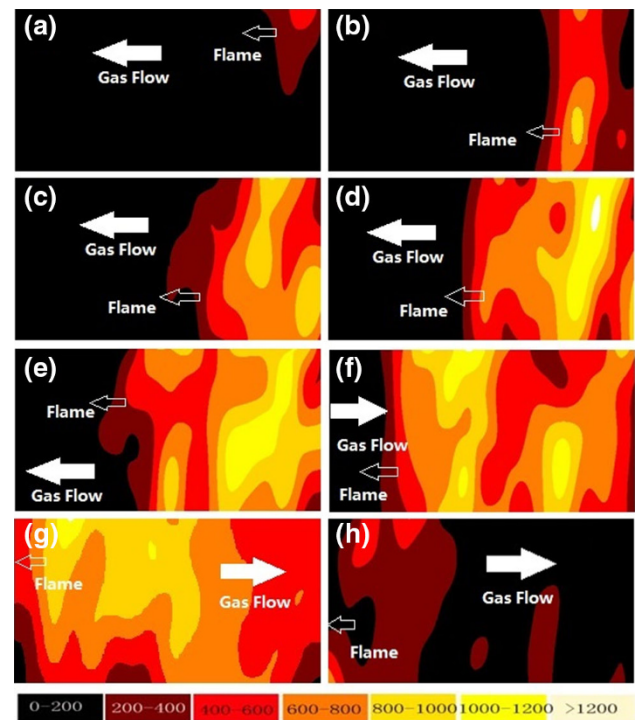 (a)
Gas Flow
Flame
(b)
Gas Flow
Flame
(c)
Gas Flow
Flame
(d)
Gas Flow
Flame
(e)
Flame
Gas Flow
(f)
Gas Flow
Flame
(g)
Flame
Gas Flow
(h)
Gas Flow
Flame
0-200 200-400 400-600 600-800 800-1000 1000-1200 >1200